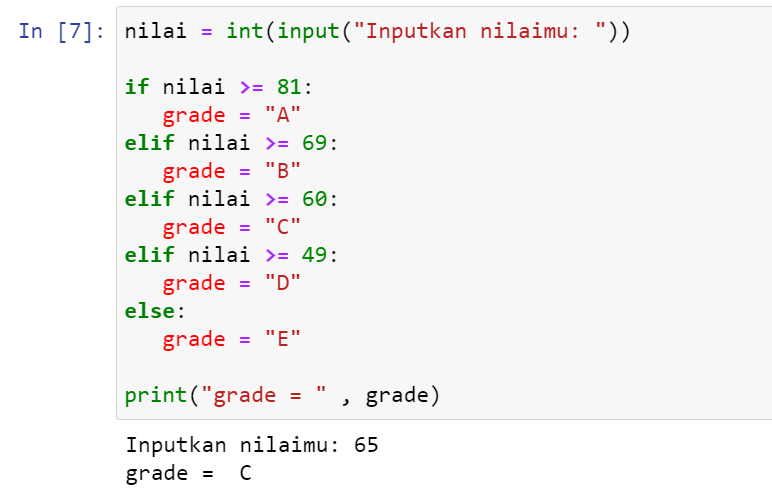 In [7]: nilai = int(input("Inputkan nilaimu: "))
if nilai >= 81:
grade = "A"
elif nilai >= 69:
grade = "B"
elif nilai >= 60:
grade = "C"
elif nilai >= 49:
grade = "D"
else:
grade = "E"
print("grade = " , grade)
Inputkan nilaimu: 65
grade =  C